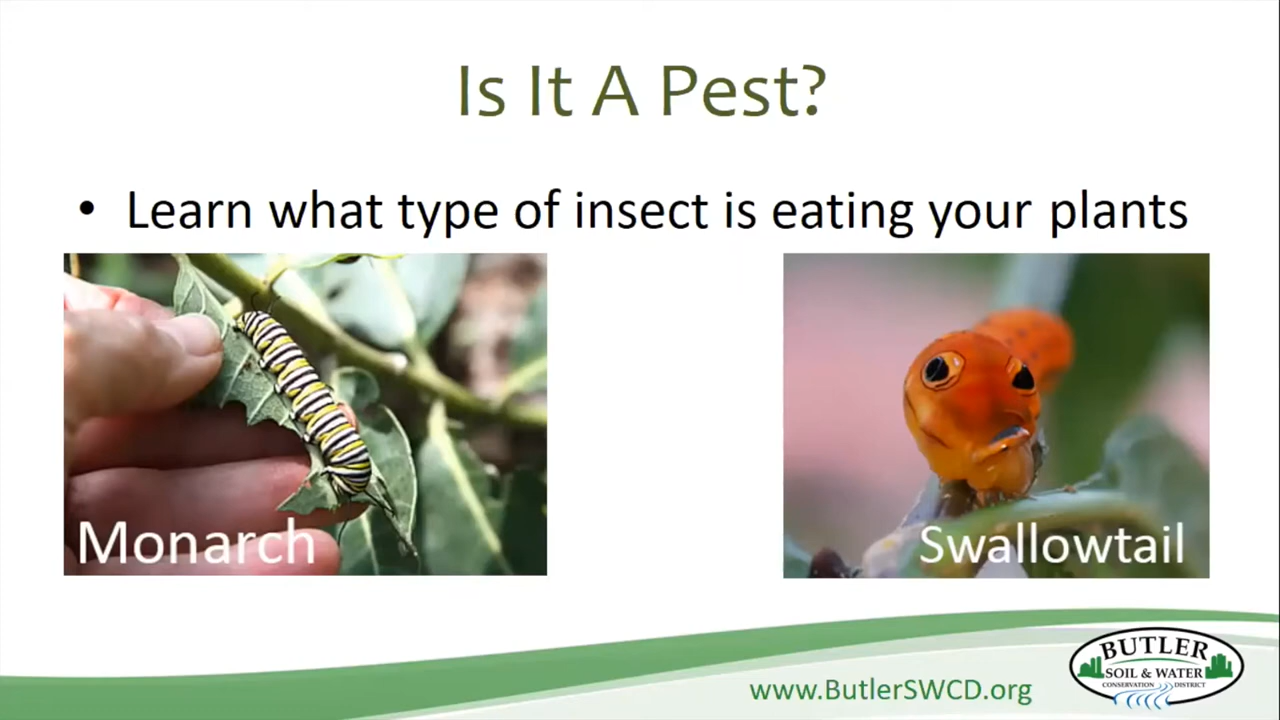 Is It A Pest?
• Learn what type of insect is eating your plants
Monarch
Swallowtail
www.ButlerSWCD.org
BUTLER
SOIL & WATER
CONSERVATION DISTRICT